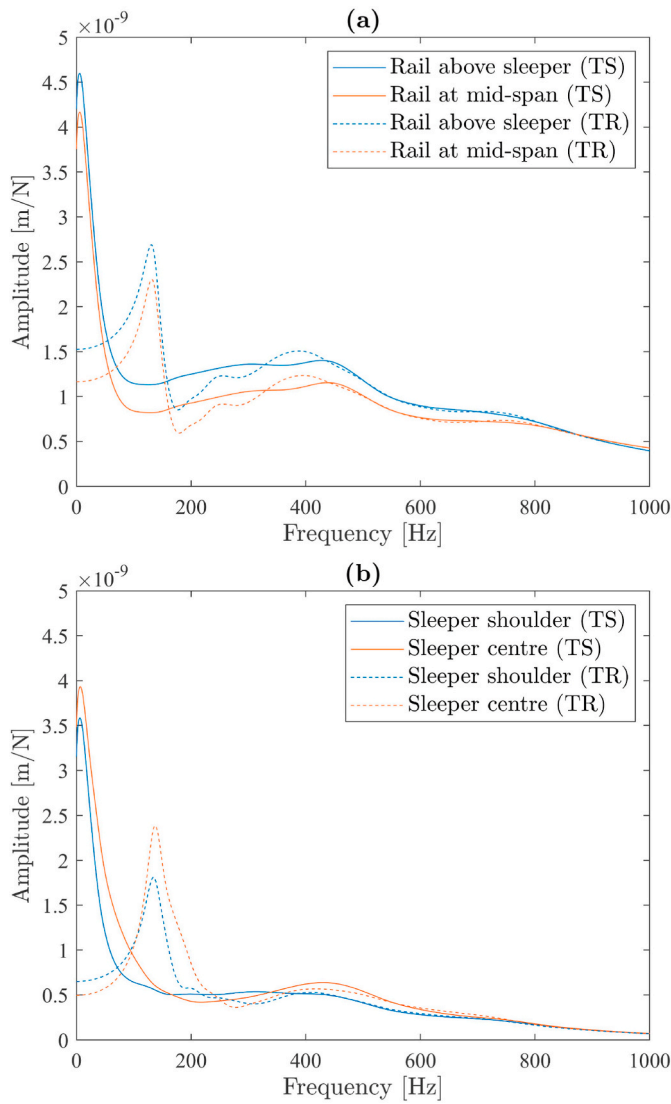 (a)
×10⁻⁹
5
4.5
4
3.5
3
2.5
2
1.5
1
0.5
0
Amplitude [m/N]
Rail above sleeper (TS)
Rail at mid-span (TS)
Rail above sleeper (TR)
Rail at mid-span (TR)
0 200 400 600 800 1000
Frequency [Hz]
(b)
×10⁻⁹
5
4.5
4
3.5
3
2.5
2
1.5
1
0.5
0
Amplitude [m/N]
Sleeper shoulder (TS)
Sleeper centre (TS)
Sleeper shoulder (TR)
Sleeper centre (TR)
0 200 400 600 800 1000
Frequency [Hz]